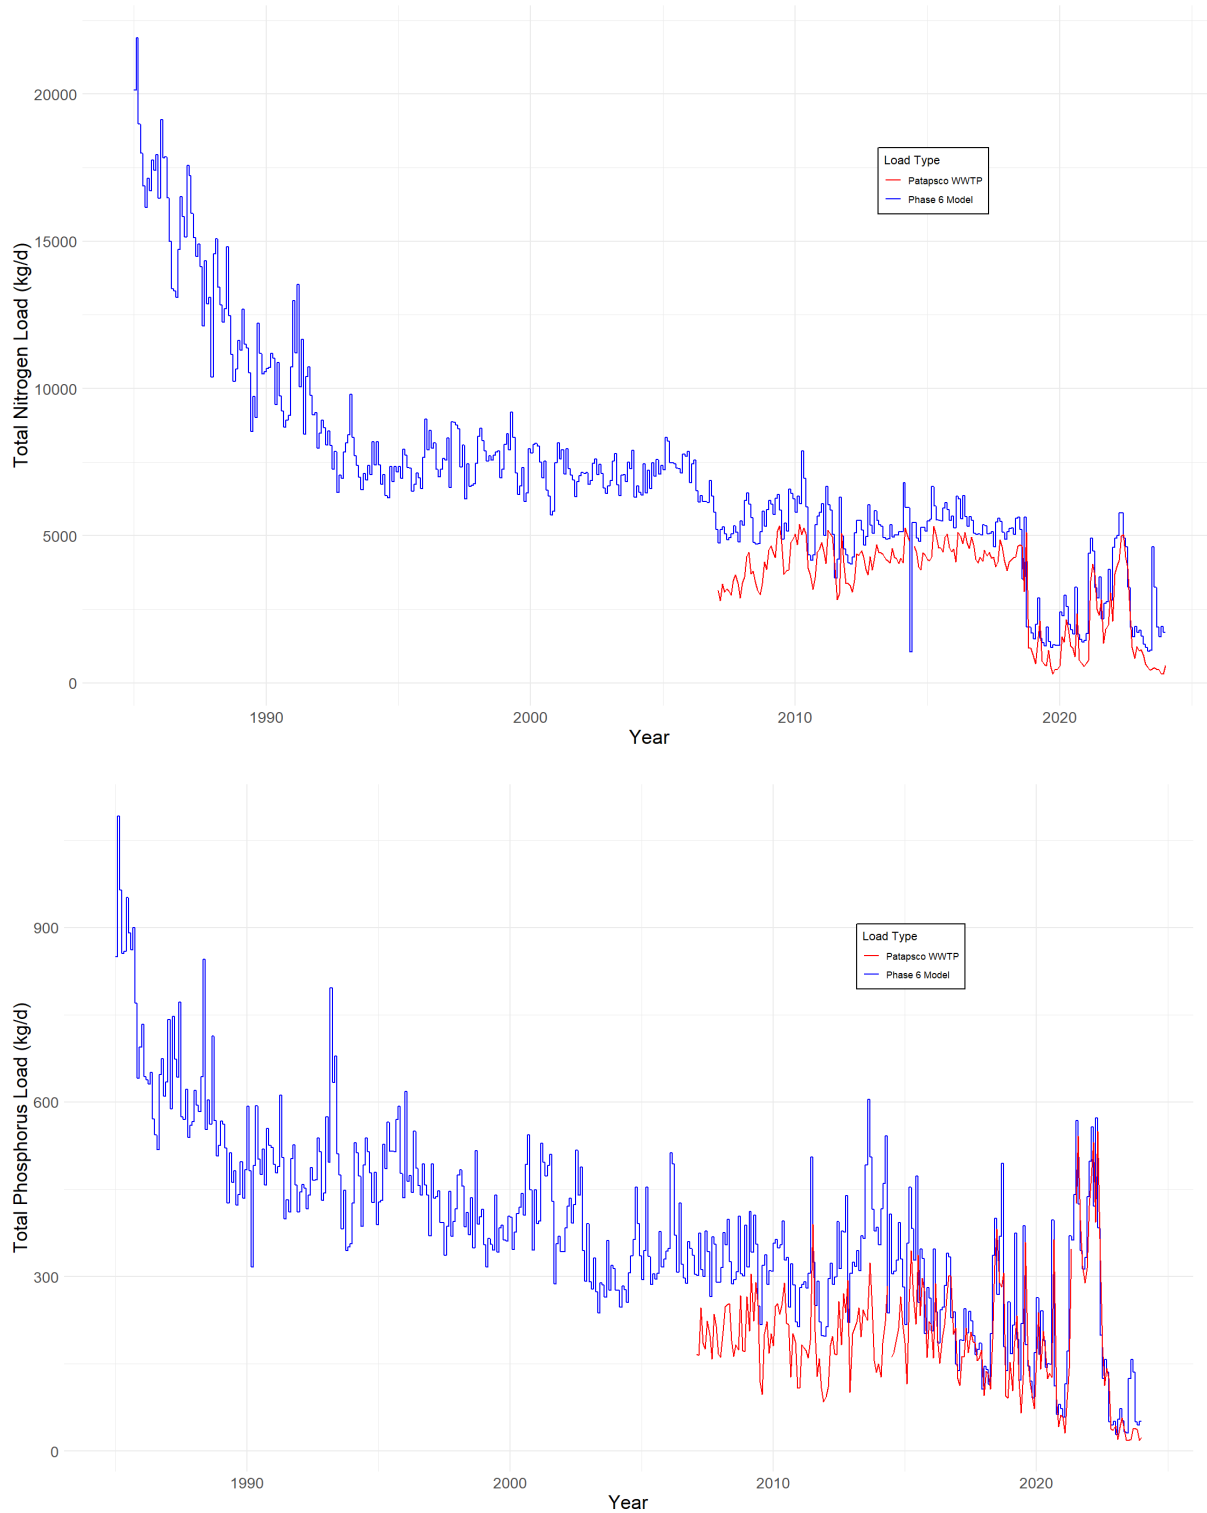 Total Nitrogen Load (kg/d)
20000
15000
10000
5000
0
Load Type
Patapsco WWTP
Phase 6 Model
1990
2000
2010
2020
Year
Total Phosphorus Load (kg/d)
900
600
300
0
Load Type
Patapsco WWTP
Phase 6 Model
1990
2000
2010
2020
Year